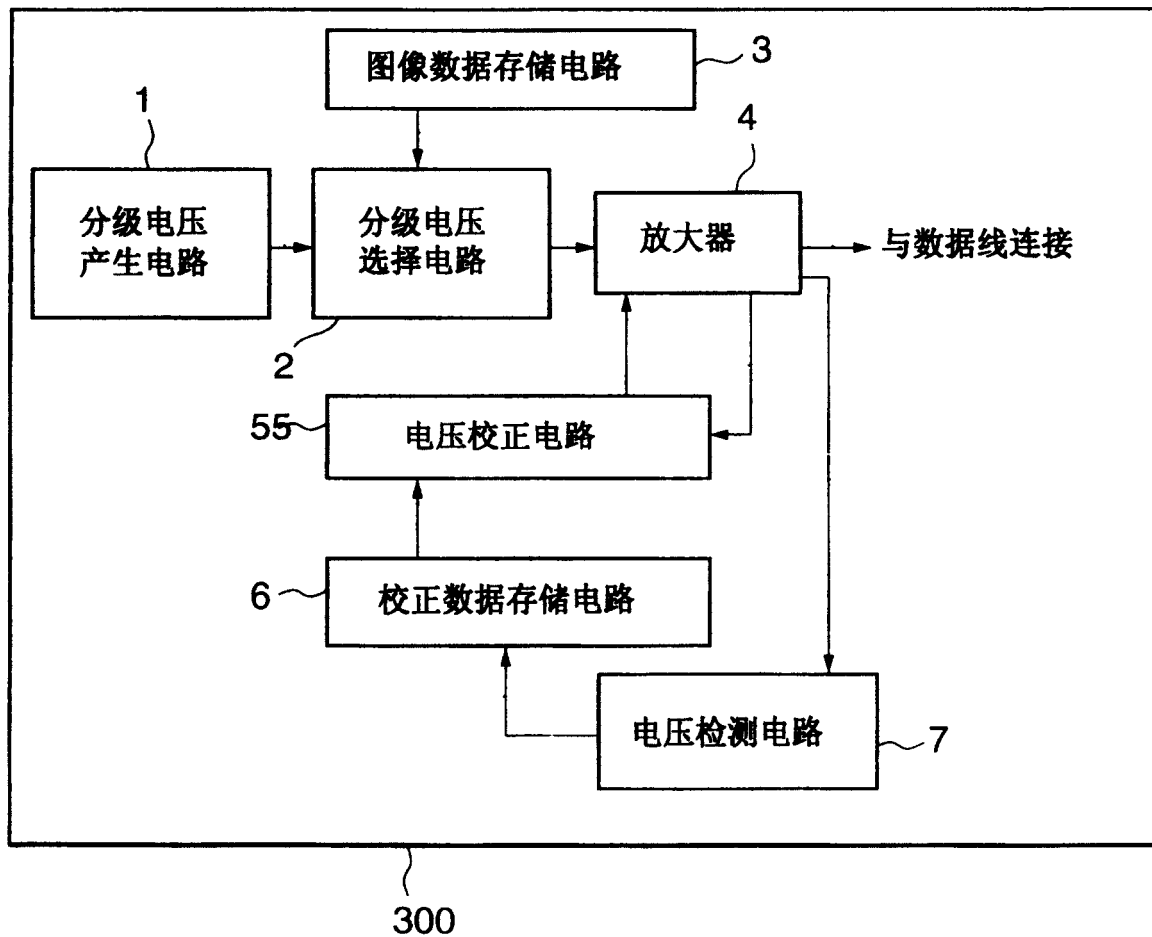 图像数据存储电路
3
1
4
分级电压
产生电路
分级电压
选择电路
放大器
与数据线连接
2
55
电压校正电路
6
校正数据存储电路
电压检测电路
7
300